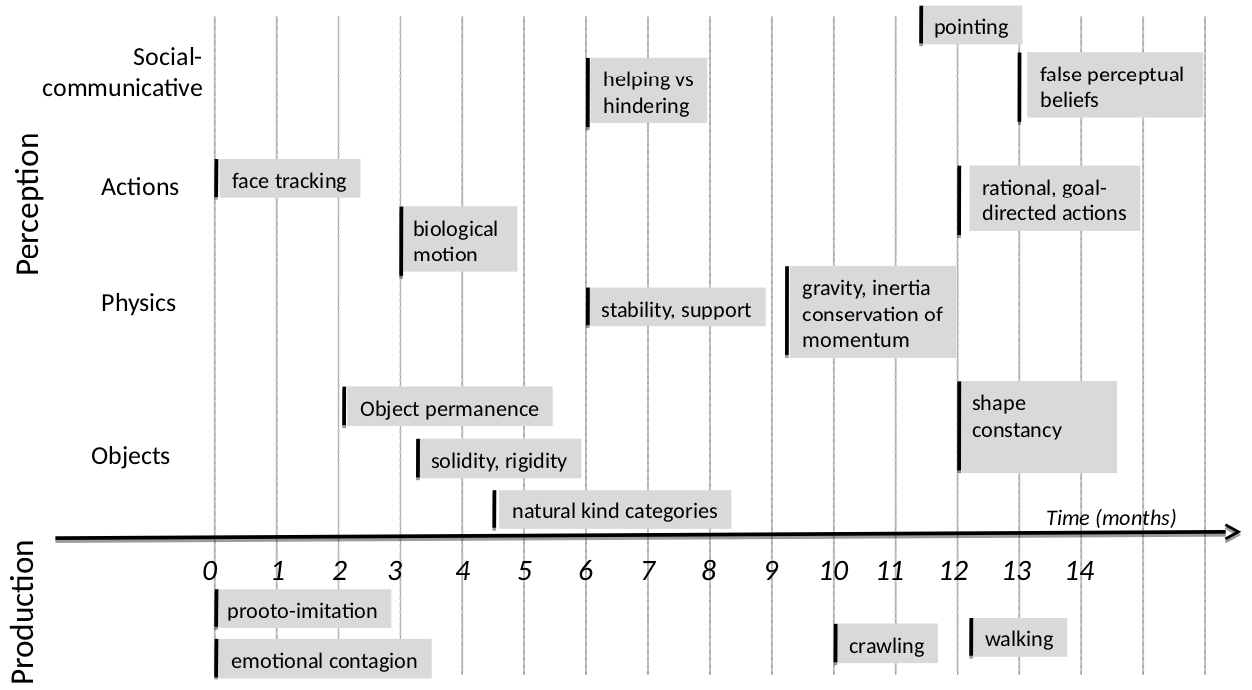 pointing
Social-
communicative
helping vs
hindering
false perceptual
beliefs
Perception
face tracking
Actions
rational, goal-
directed actions
biological
motion
Physics
stability, support
gravity, inertia
conservation of
momentum
Object permanence
shape
constancy
Objects
solidity, rigidity
natural kind categories
Time (months)
0 1 2 3 4 5 6 7 8 9 10 11 12 13 14
Production
prooto-imitation
emotional contagion
crawling
walking